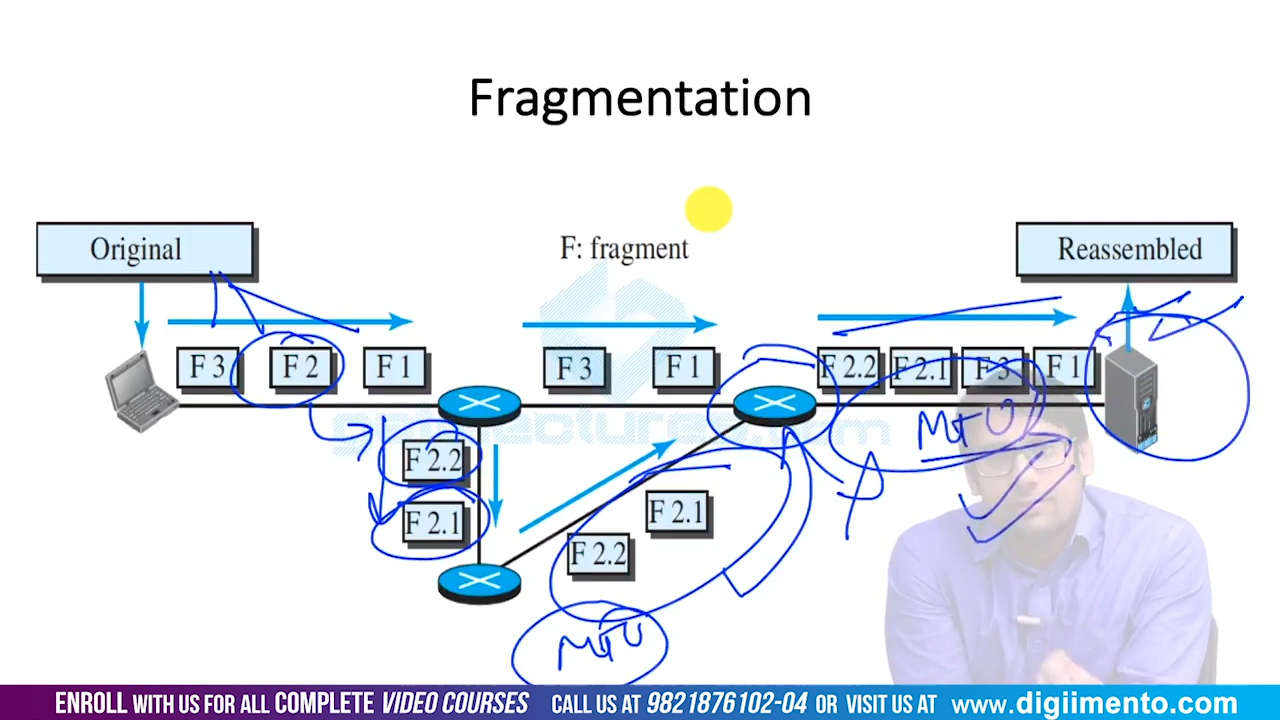 Fragmentation
Original
F: fragment
Reassembled
F 3
F 2
F 1
F 3
F 1
F 2.2
F 2.1
F 3
F 1
MTU
F 2.2
F 2.1
F 2.1
F 2.2
MTU
ENROLL WITH US FOR ALL COMPLETE VIDEO COURSES CALL US AT 9821876102-04 OR VISIT US AT www.digiimento.com